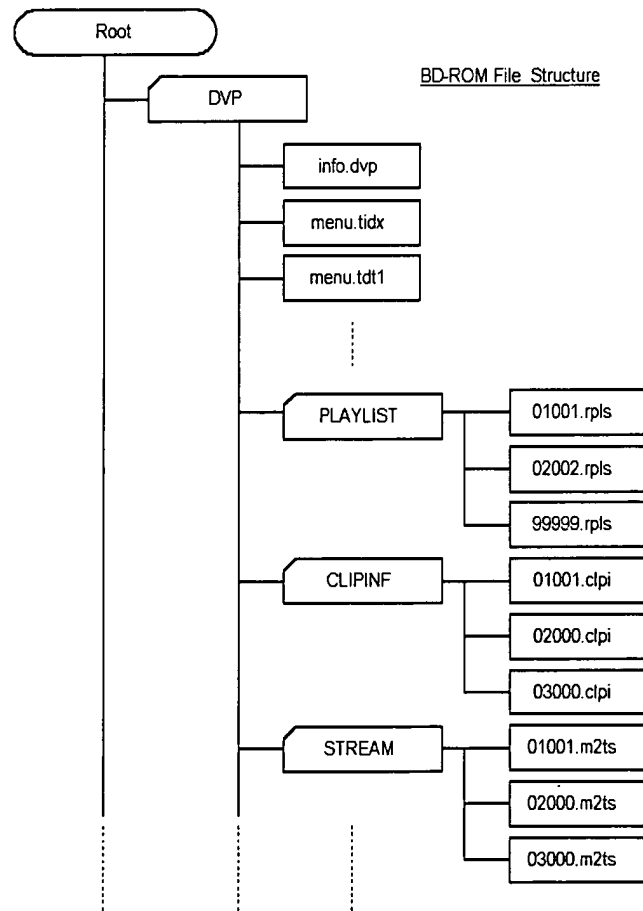 Root
BD-ROM File Structure
DVP
info.dvp
menu.tidx
menu.tdt1
PLAYLIST
01001.rpls
02002.rpls
99999.rpls
CLIPINF
01001.clpi
02000.clpi
03000.clpi
STREAM
01001.m2ts
02000.m2ts
03000.m2ts